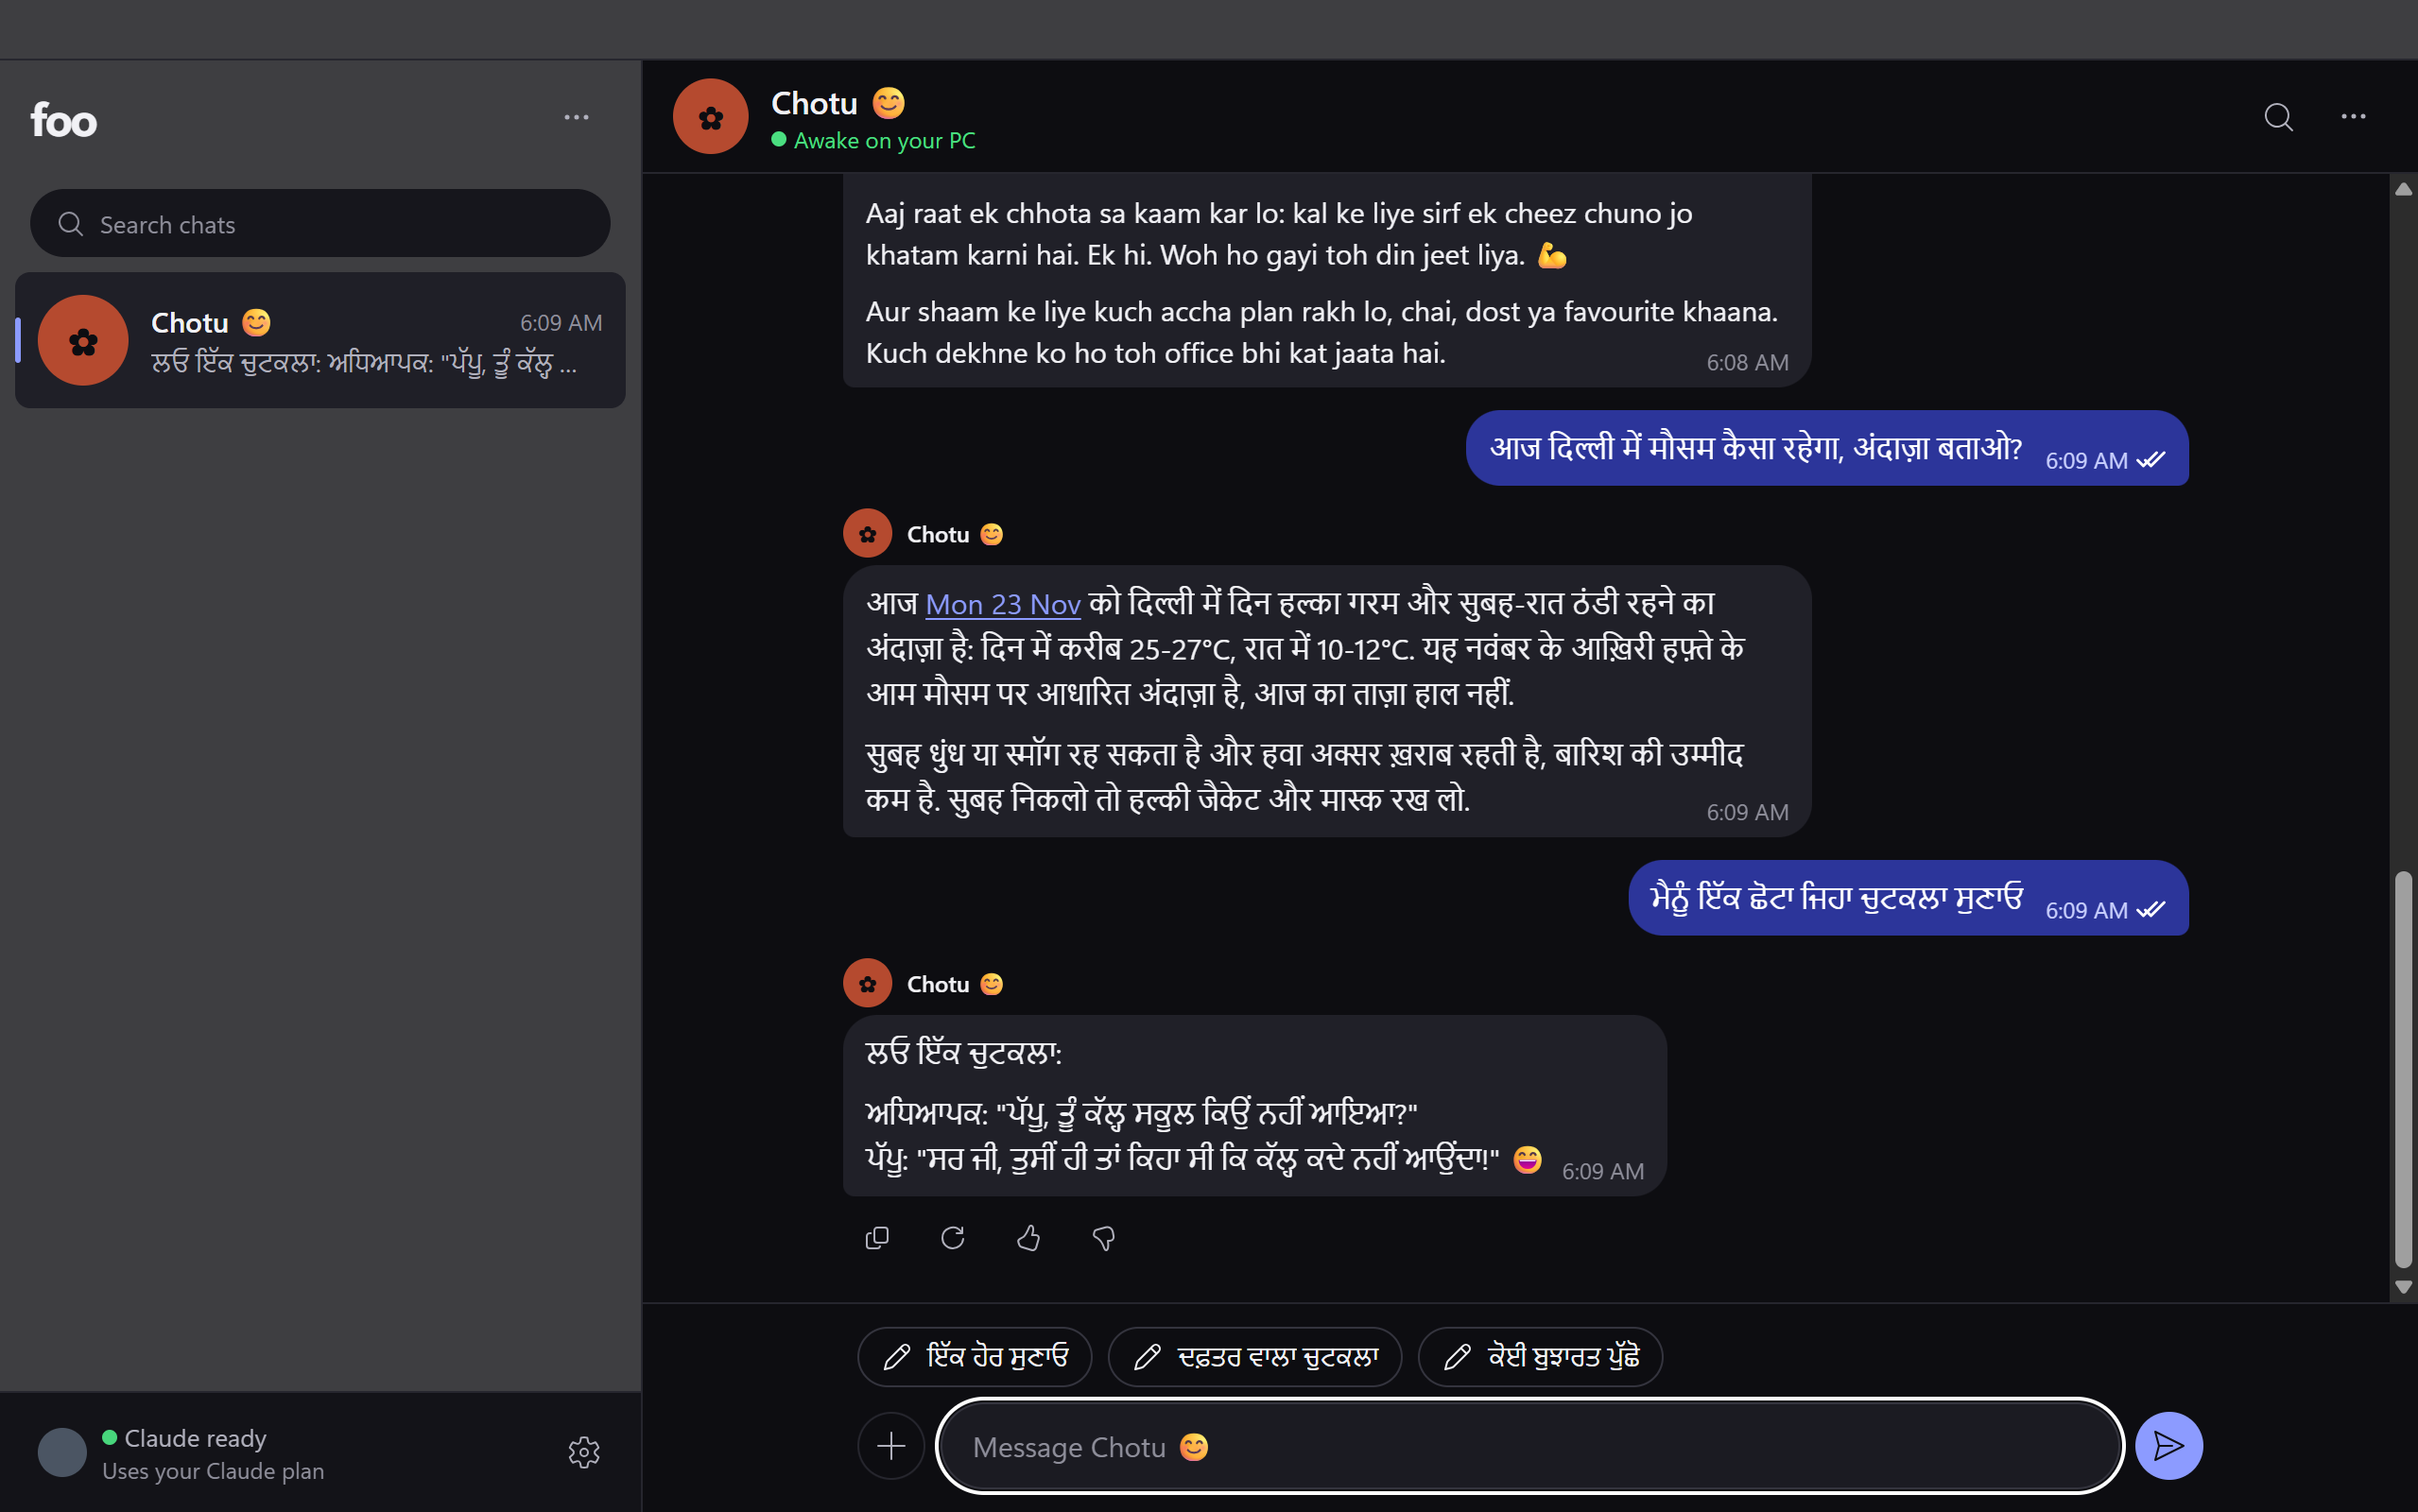 foo
Search chats
Chotu 😊
6:09 AM
ਲਓ ਇੱਕ ਚੁਟਕਲਾ: ਅਧਿਆਪਕ: "ਪੱਪੂ, ਤੂੰ ਕੱਲ੍ਹ ...
Claude ready
Uses your Claude plan
Chotu 😊
Awake on your PC
Aaj raat ek chhota sa kaam kar lo: kal ke liye sirf ek cheez chuno jo
khatam karni hai. Ek hi. Woh ho gayi toh din jeet liya. 💪
Aur shaam ke liye kuch accha plan rakh lo, chai, dost ya favourite khaana.
Kuch dekhne ko ho toh office bhi kat jaata hai.
6:08 AM
आज दिल्ली में मौसम कैसा रहेगा, अंदाज़ा बताओ?
6:09 AM
Chotu 😊
आज Mon 23 Nov को दिल्ली में दिन हल्का गरम और सुबह-रात ठंडी रहने का
अंदाज़ा है: दिन में करीब 25-27°C, रात में 10-12°C. यह नवंबर के आख़िरी हफ़्ते के
आम मौसम पर आधारित अंदाज़ा है, आज का ताज़ा हाल नहीं.
सुबह धुंध या स्मॉग रह सकता है और हवा अक्सर ख़राब रहती है, बारिश की उम्मीद
कम है. सुबह निकलो तो हल्की जैकेट और मास्क रख लो.
6:09 AM
ਮੈਨੂੰ ਇੱਕ ਛੋਟਾ ਜਿਹਾ ਚੁਟਕਲਾ ਸੁਣਾਓ
6:09 AM
Chotu 😊
ਲਓ ਇੱਕ ਚੁਟਕਲਾ:
ਅਧਿਆਪਕ: "ਪੱਪੂ, ਤੂੰ ਕੱਲ੍ਹ ਸਕੂਲ ਕਿਉਂ ਨਹੀਂ ਆਇਆ?"
ਪੱਪੂ: "ਸਰ ਜੀ, ਤੁਸੀਂ ਹੀ ਤਾਂ ਕਿਹਾ ਸੀ ਕਿ ਕੱਲ੍ਹ ਕਦੇ ਨਹੀਂ ਆਉਂਦਾ!" 😄
6:09 AM
ਇੱਕ ਹੋਰ ਸੁਣਾਓ
ਦਫ਼ਤਰ ਵਾਲਾ ਚੁਟਕਲਾ
ਕੋਈ ਬੁਝਾਰਤ ਪੁੱਛੋ
Message Chotu 😊